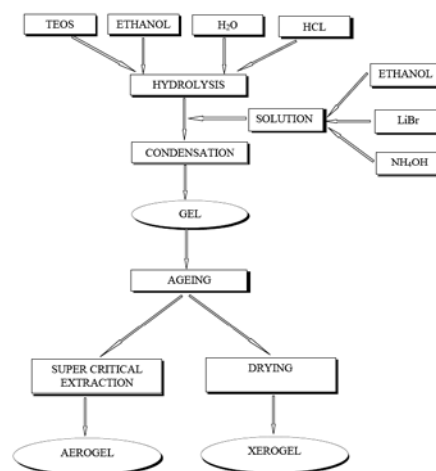 TEOS
ETHANOL
H₂O
HCL
HYDROLYSIS
ETHANOL
SOLUTION
LiBr
CONDENSATION
NH₄OH
GEL
AGEING
SUPER CRITICAL
EXTRACTION
DRYING
AEROGEL
XEROGEL